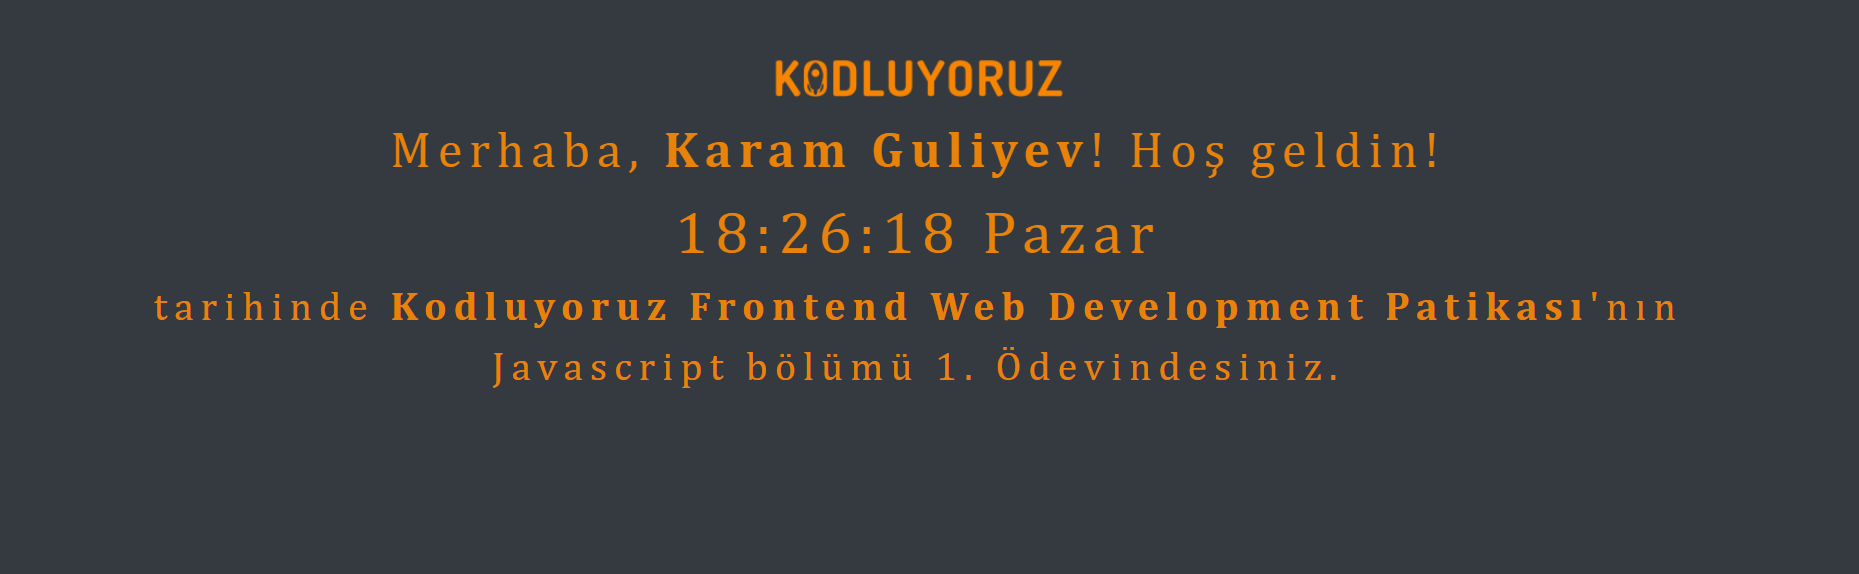 KODLUYORUZ
Merhaba, Karam Guliyev! Hoş geldin!
18:26:18 Pazar
tarihinde Kodluyoruz Frontend Web Development Patikası'nın
Javascript bölümü 1. Ödevindesiniz.